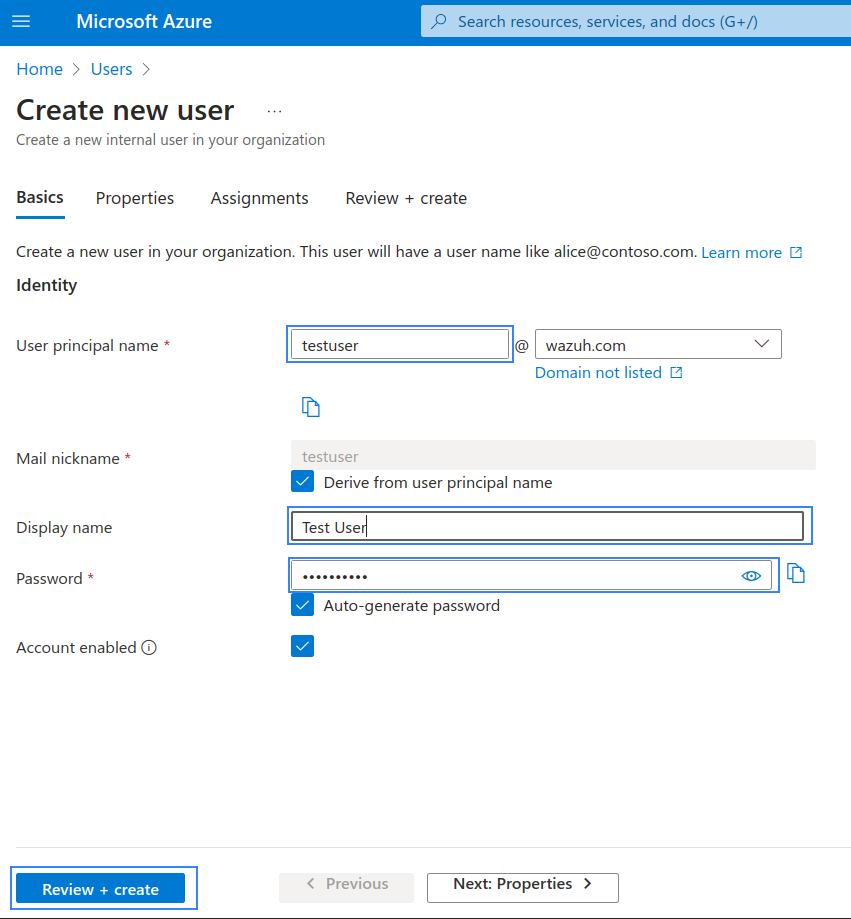 Microsoft Azure
Search resources, services, and docs (G+/)
Home > Users >
Create new user ...
Create a new internal user in your organization
Basics Properties Assignments Review + create
Create a new user in your organization. This user will have a user name like alice@contoso.com. Learn more
Identity
User principal name * testuser @ wazuh.com
Domain not listed
Mail nickname * testuser
Derive from user principal name
Display name Test User
Password * ••••••••••
Auto-generate password
Account enabled
Review + create < Previous Next: Properties >